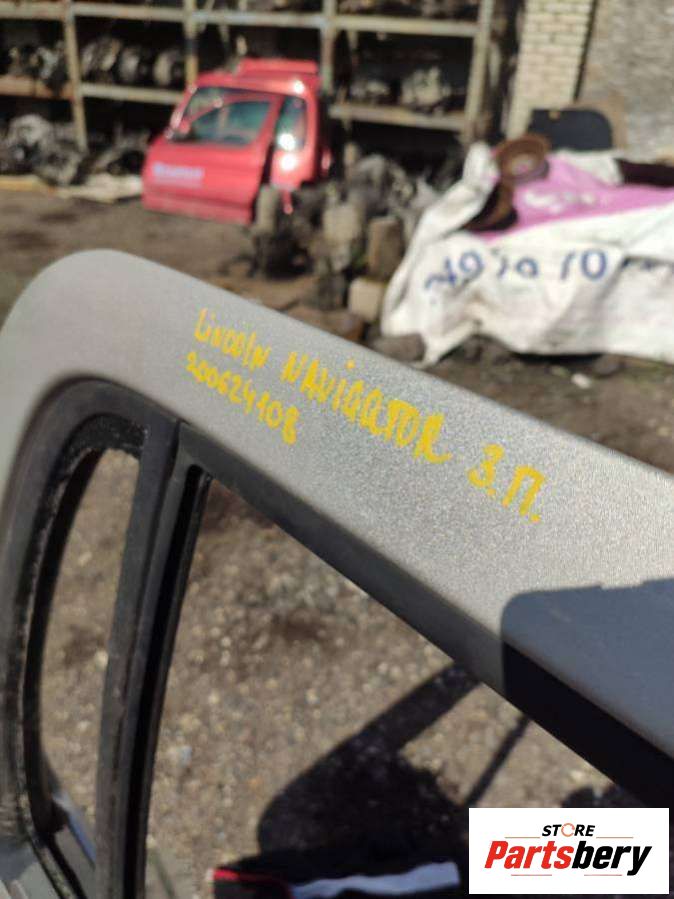 LINCOLN NAVIGATOR З.П.
200624108
STORE
Partsbery